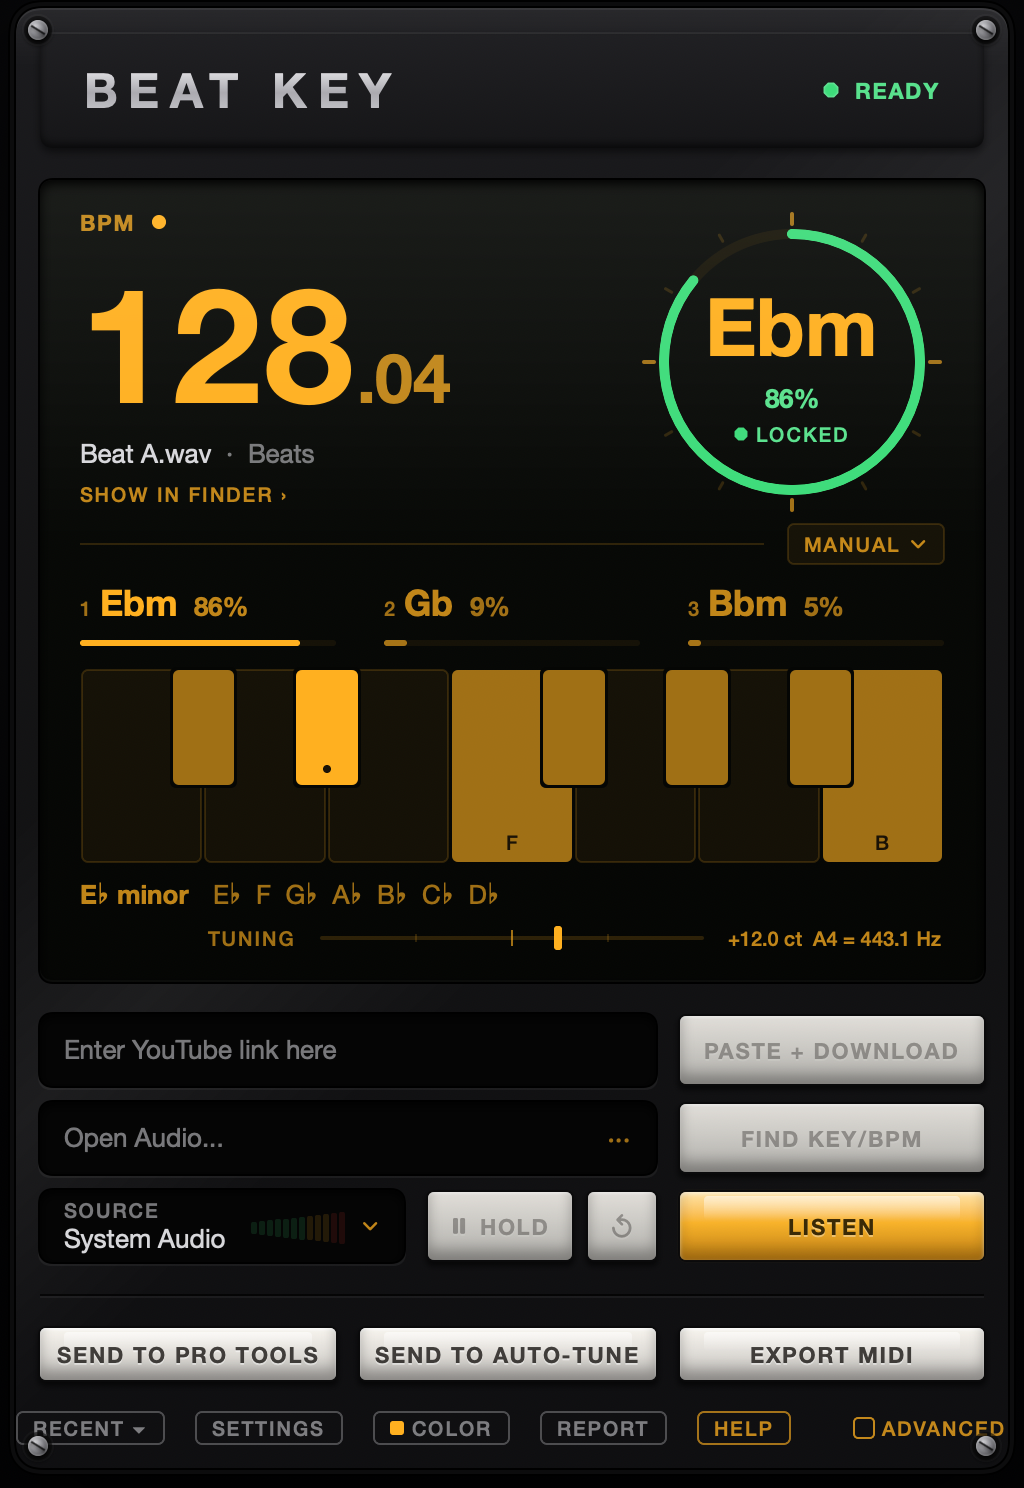 BEAT KEY
READY
BPM
128.04
Ebm
86%
LOCKED
Beat A.wav · Beats
SHOW IN FINDER ›
MANUAL
1 Ebm 86%
2 Gb 9%
3 Bbm 5%
F
B
E♭ minor E♭ F G♭ A♭ B♭ C♭ D♭
TUNING
+12.0 ct A4 = 443.1 Hz
Enter YouTube link here
PASTE + DOWNLOAD
Open Audio...
...
FIND KEY/BPM
SOURCE
System Audio
HOLD
LISTEN
SEND TO PRO TOOLS
SEND TO AUTO-TUNE
EXPORT MIDI
RECENT
SETTINGS
COLOR
REPORT
HELP
ADVANCED